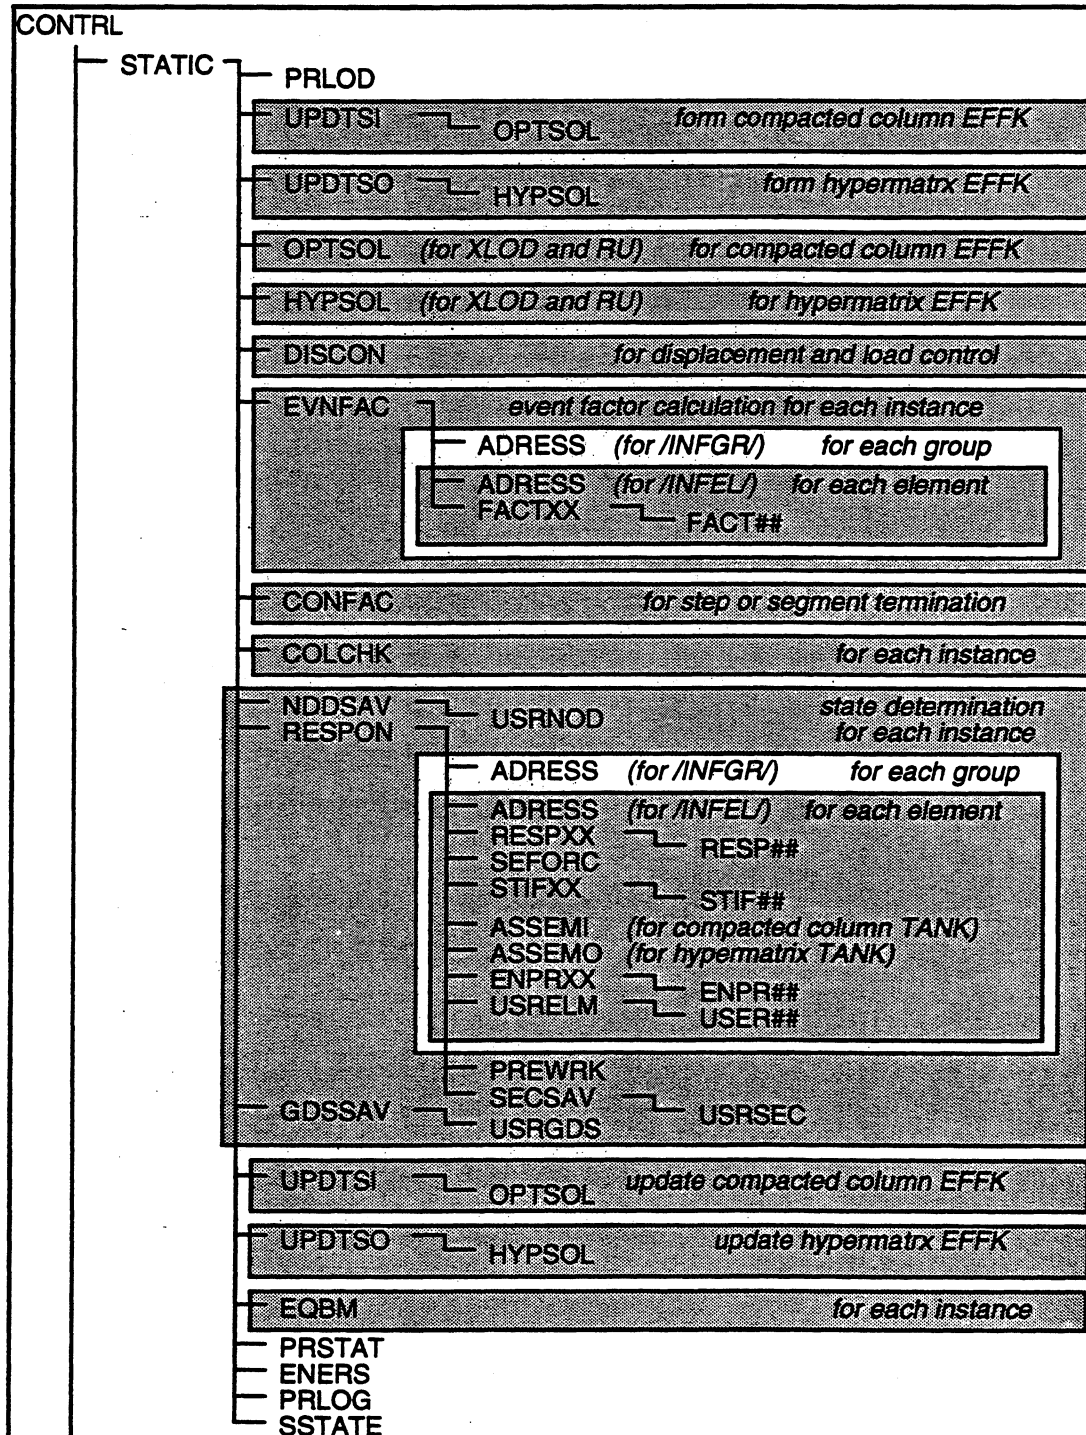 CONTRL
STATIC
PRLOD
UPDTSI OPTSOL form compacted column EFFK
UPDTSO HYPSOL form hypermatrx EFFK
OPTSOL (for XLOD and RU) for compacted column EFFK
HYPSOL (for XLOD and RU) for hypermatrix EFFK
DISCON for displacement and load control
EVNFAC event factor calculation for each instance
ADRESS (for /INFGR/) for each group
ADRESS (for /INFEL/) for each element
FACTXX FACT##
CONFAC for step or segment termination
COLCHK for each instance
NDDSAV USRNOD state determination
RESPON for each instance
ADRESS (for /INFGR/) for each group
ADRESS (for /INFEL/) for each element
RESPXX RESP##
SEFORC
STIFXX STIF##
ASSEMI (for compacted column TANK)
ASSEMO (for hypermatrix TANK)
ENPRXX ENPR##
USRELM USER##
PREWRK
SECSAV USRSEC
GDSSAV USRGDS
UPDTSI OPTSOL update compacted column EFFK
UPDTSO HYPSOL update hypermatrx EFFK
EQBM for each instance
PRSTAT
ENERS
PRLOG
SSTATE